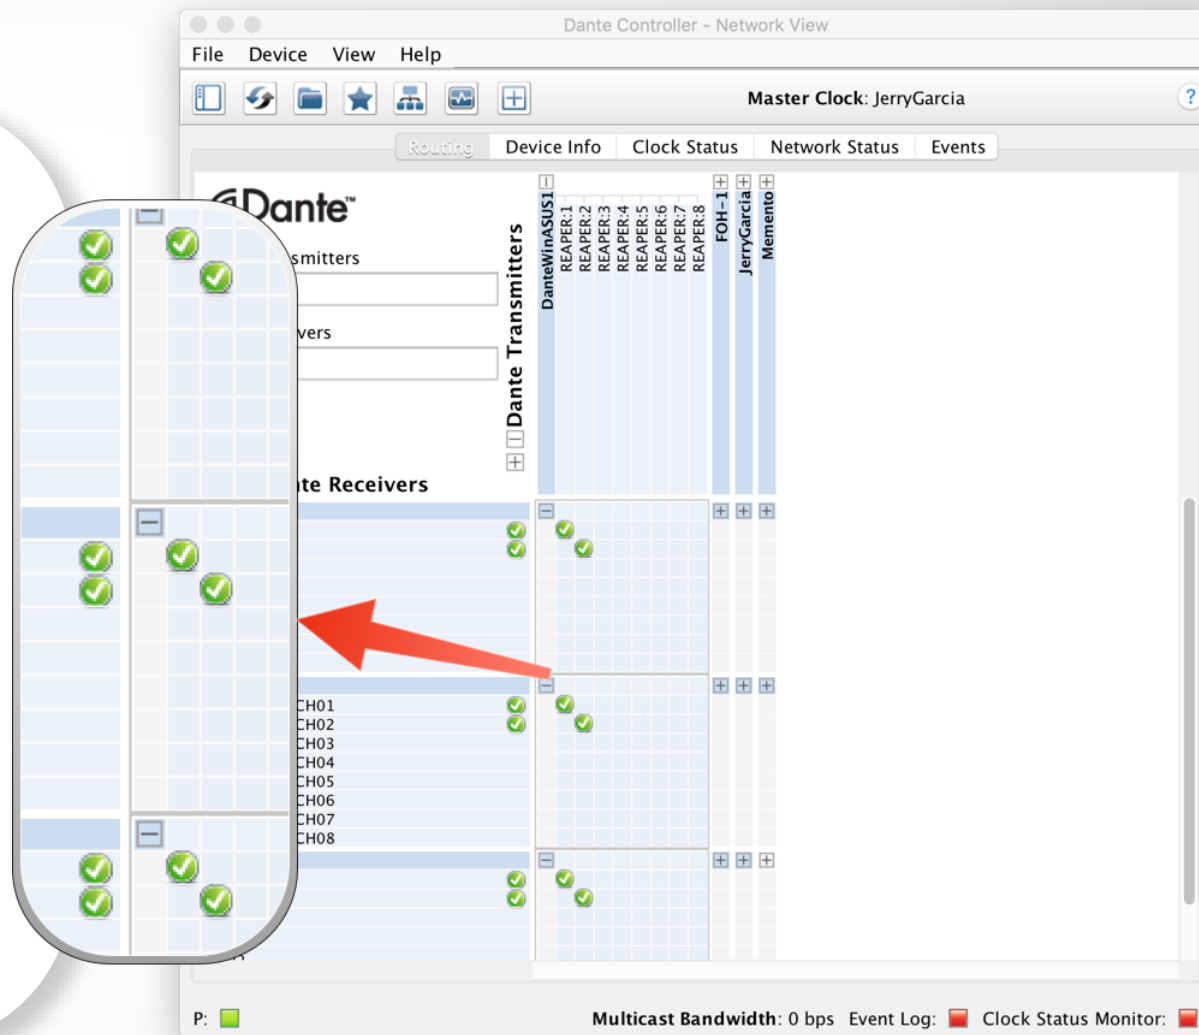 Dante Controller - Network View
File Device View Help
Master Clock: JerryGarcia
?
Routing Device Info Clock Status Network Status Events
Dante™
smitters
vers
Dante Transmitters
DanteWinASUS1
REAPER:1
REAPER:2
REAPER:3
REAPER:4
REAPER:5
REAPER:6
REAPER:7
REAPER:8
FOH-1
JerryGarcia
Memento
te Receivers
CH01
CH02
CH03
CH04
CH05
CH06
CH07
CH08
P:
Multicast Bandwidth: 0 bps Event Log: Clock Status Monitor: